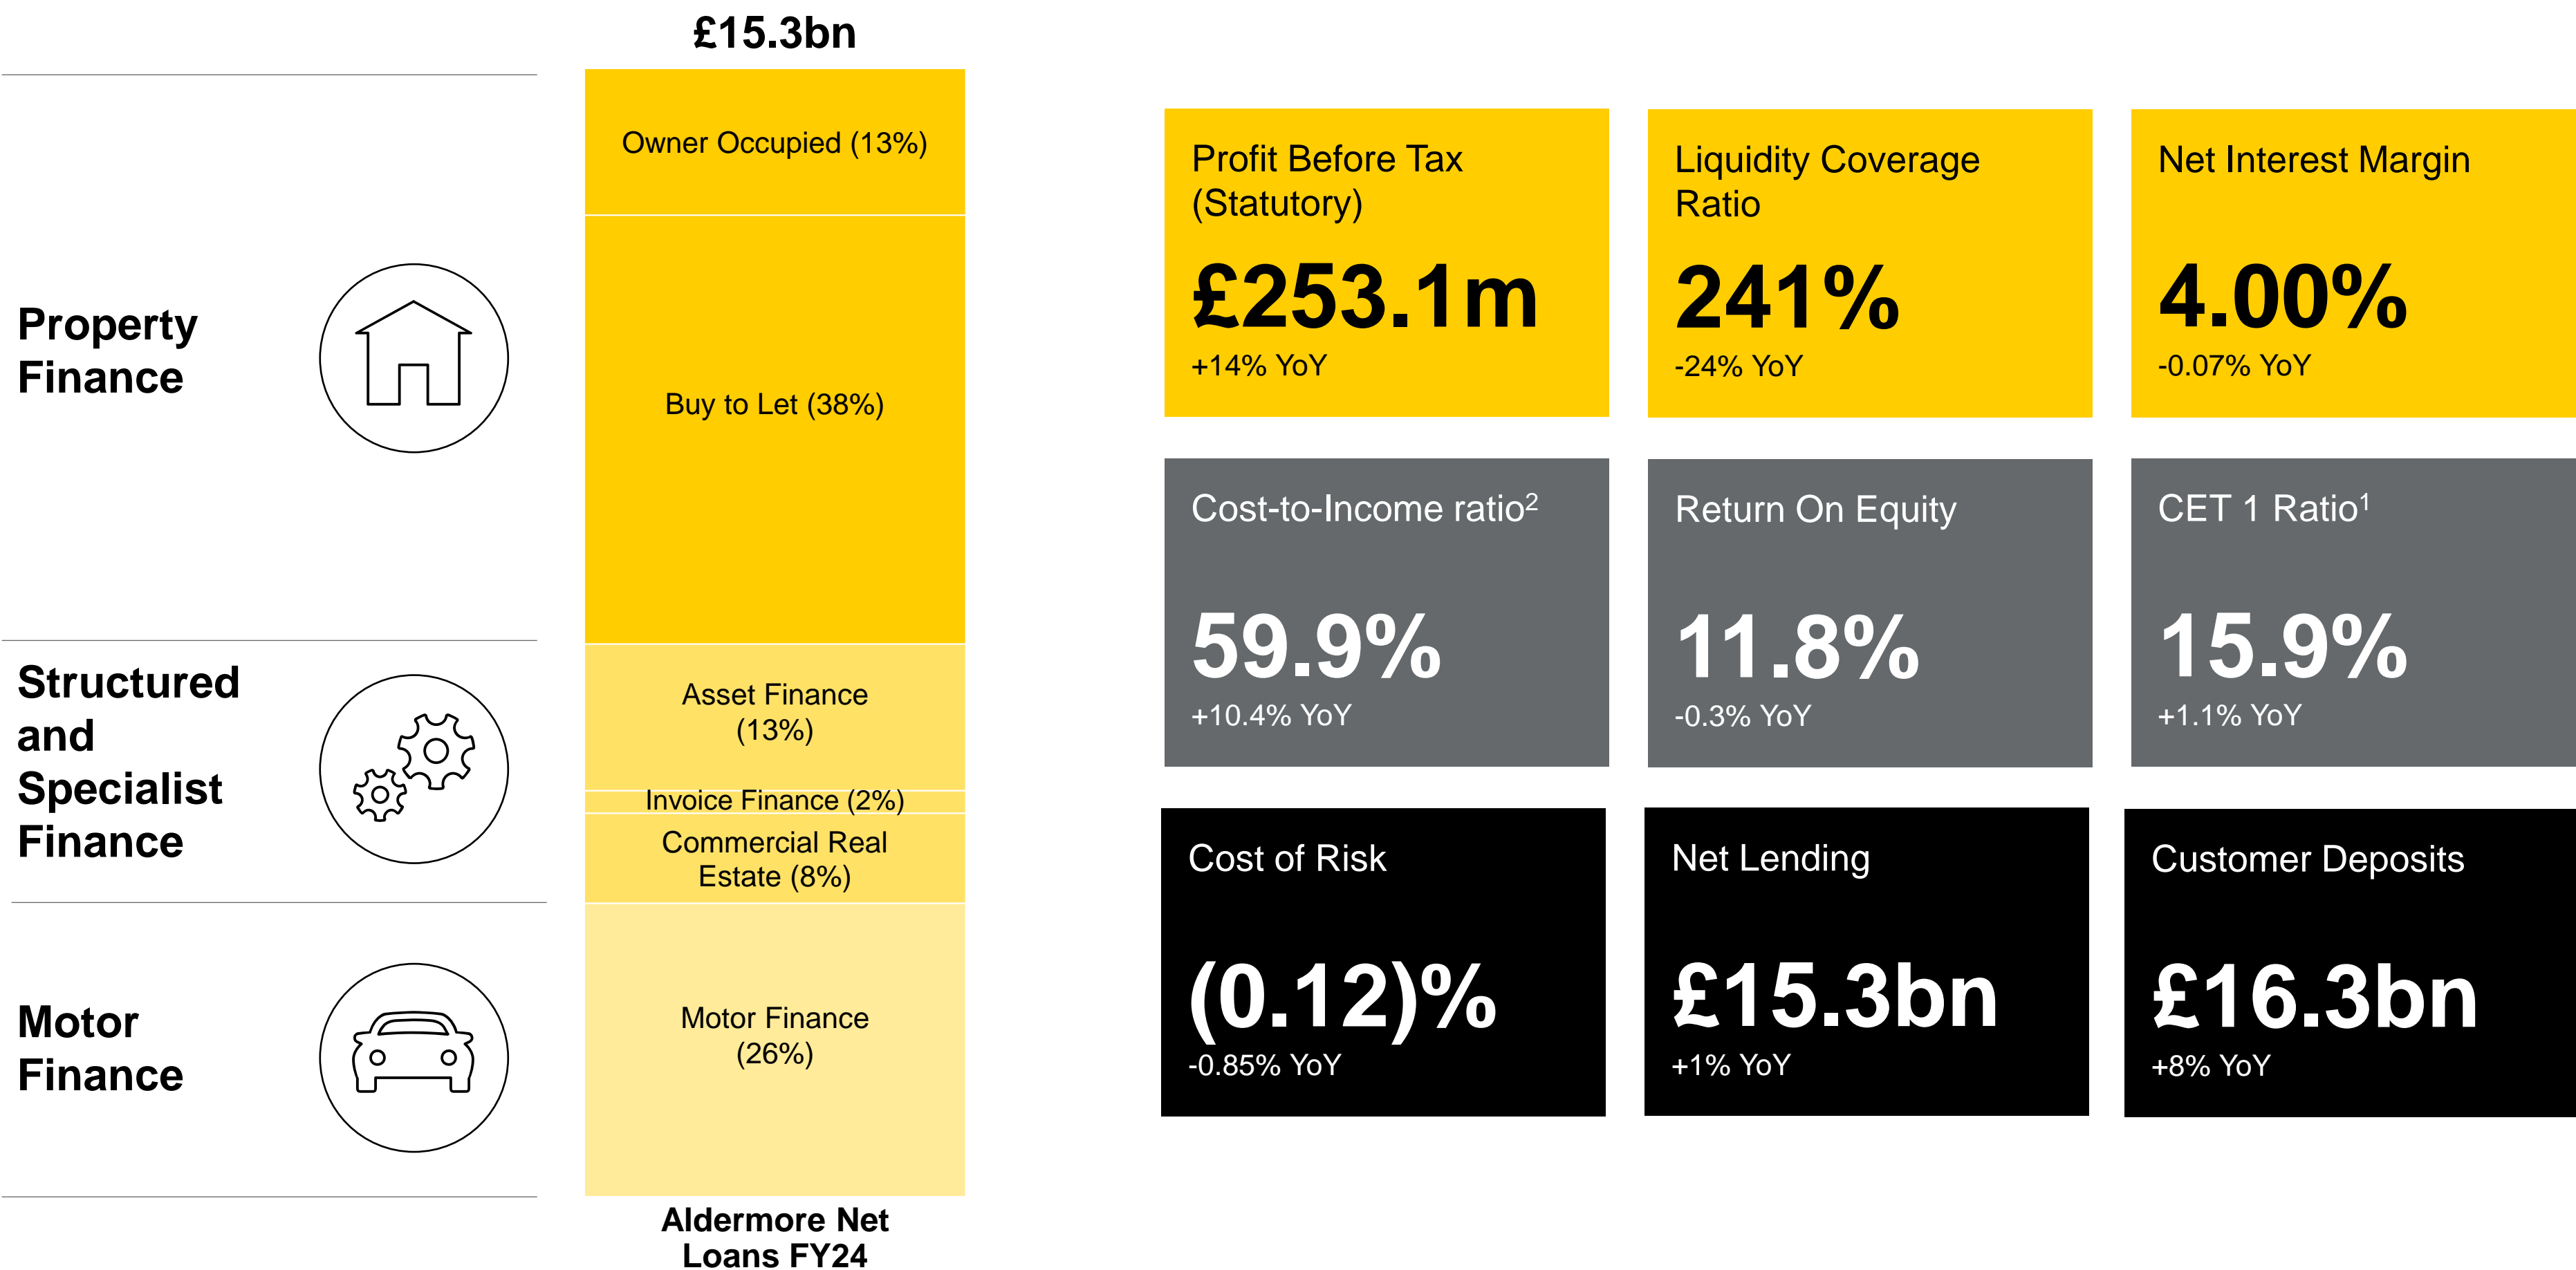 £15.3bn
Property
Finance
Owner Occupied (13%)
Buy to Let (38%)
Structured
and
Specialist
Finance
Asset Finance
(13%)
Invoice Finance (2%)
Commercial Real
Estate (8%)
Motor
Finance
Motor Finance
(26%)
Aldermore Net
Loans FY24
Profit Before Tax
(Statutory)
£253.1m
+14% YoY
Liquidity Coverage
Ratio
241%
-24% YoY
Net Interest Margin
4.00%
-0.07% YoY
Cost-to-Income ratio²
59.9%
+10.4% YoY
Return On Equity
11.8%
-0.3% YoY
CET 1 Ratio¹
15.9%
+1.1% YoY
Cost of Risk
(0.12)%
-0.85% YoY
Net Lending
£15.3bn
+1% YoY
Customer Deposits
£16.3bn
+8% YoY